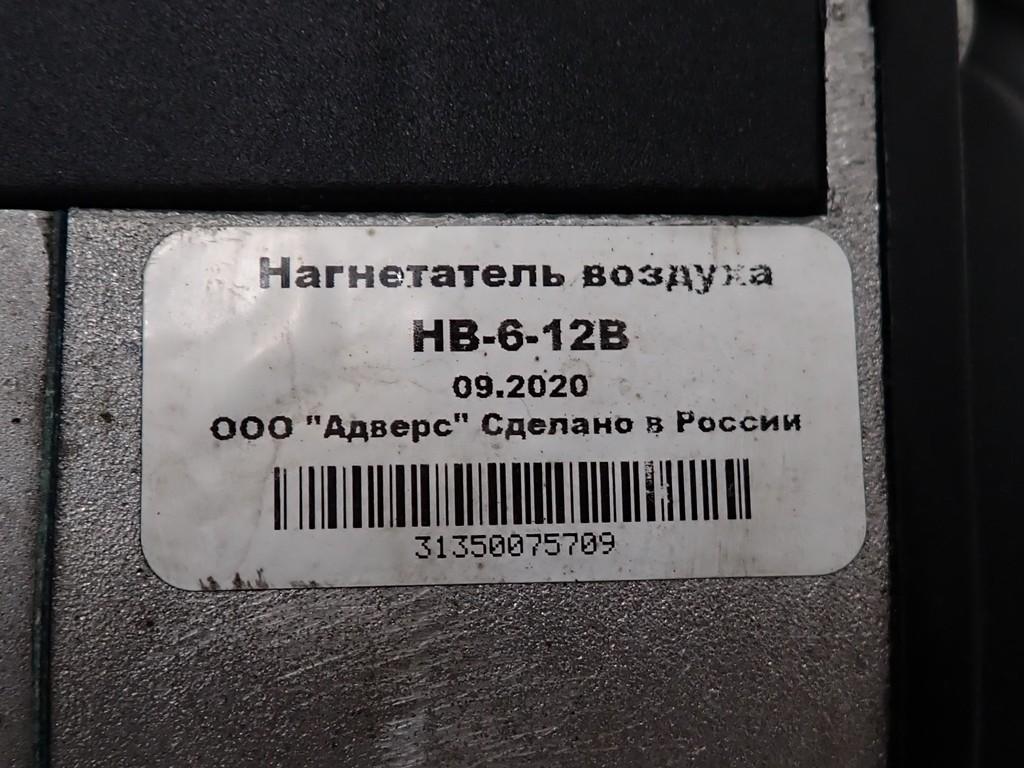 Нагнетатель воздуха
НВ-6-12В
09.2020
ООО "Адверс" Сделано в России
31350075709